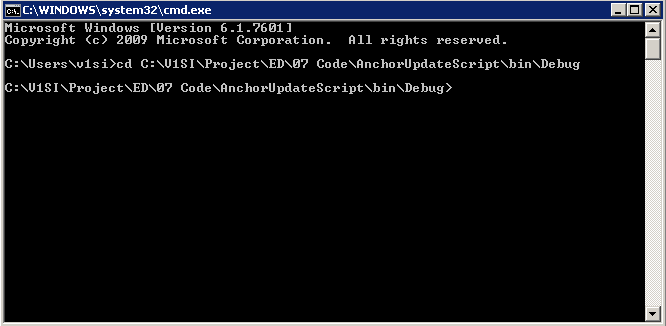 C:\WINDOWS\system32\cmd.exe
Microsoft Windows [Version 6.1.7601]
Copyright (c) 2009 Microsoft Corporation.  All rights reserved.
C:\Users\v1si>cd C:\V1SI\Project\ED\07 Code\AnchorUpdateScript\bin\Debug
C:\V1SI\Project\ED\07 Code\AnchorUpdateScript\bin\Debug>